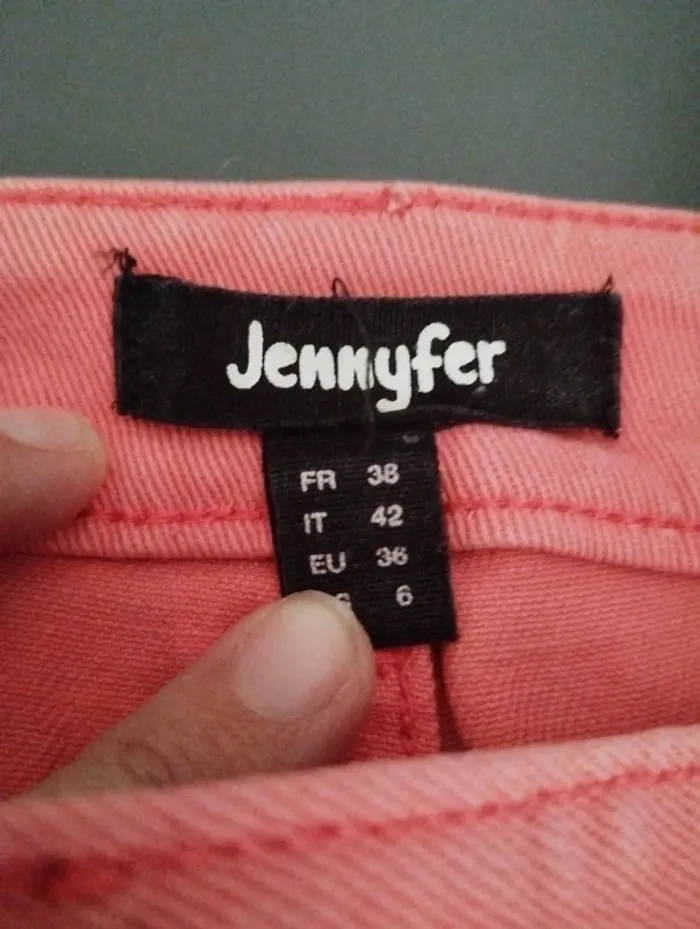 Jennyfer
FR 38
IT 42
EU 36
6